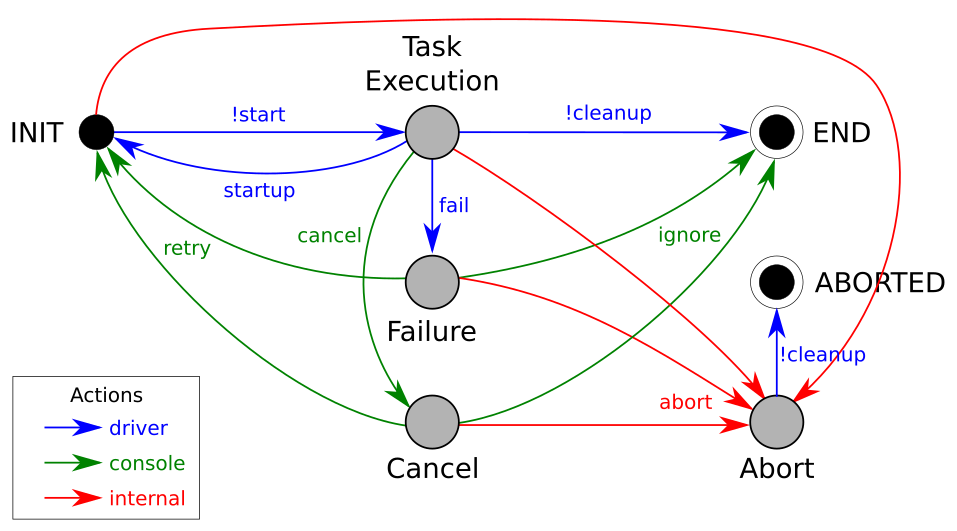 Task
Execution
INIT
!start
!cleanup
END
startup
fail
cancel
ignore
retry
ABORTED
Failure
!cleanup
abort
Cancel
Abort
Actions
driver
console
internal